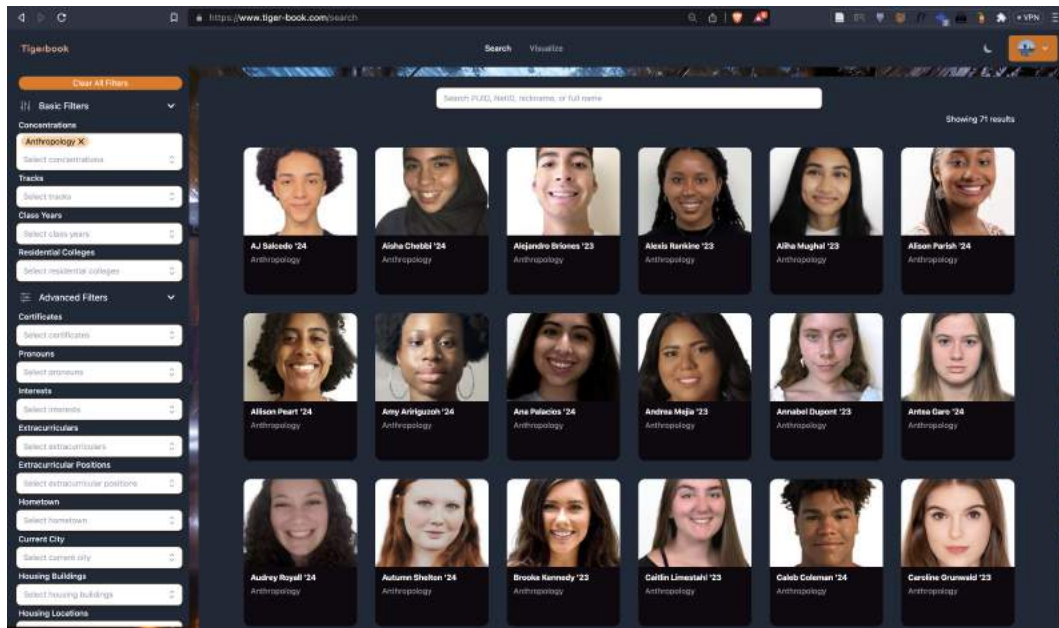 https://www.tiger-book.com/search
VPN
Tigerbook
Search
Visualize
Clear All Filters
Basic Filters
Concentrations
Anthropology X
Select concentrations
Tracks
Select tracks
Class Years
Select class years
Residential Colleges
Select residential colleges
Advanced Filters
Certificates
Select certificates
Pronouns
Select pronouns
Interests
Select interests
Extracurriculars
Select extracurriculars
Extracurricular Positions
Select extracurricular positions
Hometown
Select hometown
Current City
Select current city
Housing Buildings
Select housing buildings
Housing Locations
Search PUID, NetID, nickname, or full name
Showing 71 results
AJ Salcedo '24
Anthropology
Aisha Chebbi '24
Anthropology
Alejandro Briones '23
Anthropology
Alexis Rankine '23
Anthropology
Aliha Mughal '23
Anthropology
Alison Parish '24
Anthropology
Allison Peart '24
Anthropology
Amy Aririguzoh '24
Anthropology
Ana Palacios '24
Anthropology
Andrea Mejia '23
Anthropology
Annabel Dupont '23
Anthropology
Antea Garo '24
Anthropology
Audrey Royall '24
Anthropology
Autumn Shelton '24
Anthropology
Brooke Kennedy '23
Anthropology
Caitlin Limestahl '23
Anthropology
Caleb Coleman '24
Anthropology
Caroline Grunwald '23
Anthropology